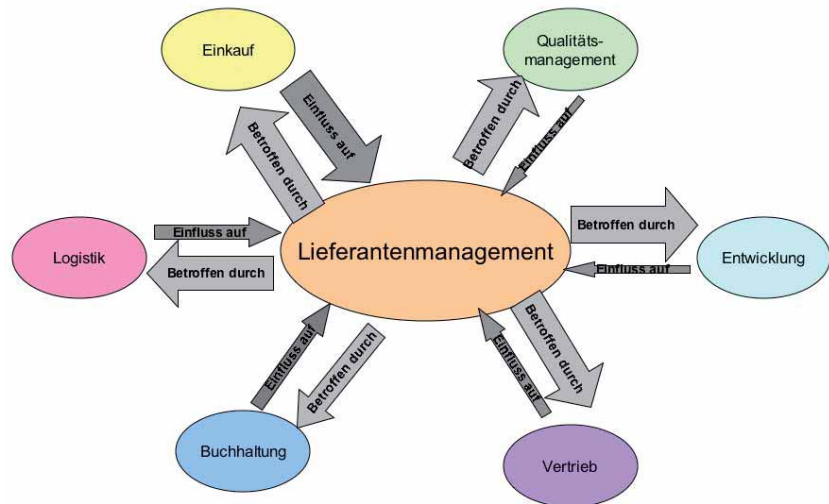 Einkauf
Qualitäts-
management
Einfluss auf
Betroffen durch
Betroffen durch
Einfluss auf
Logistik
Einfluss auf
Betroffen durch
Lieferantenmanagement
Betroffen durch
Einfluss auf
Entwicklung
Einfluss auf
Betroffen durch
Einfluss auf
Betroffen durch
Buchhaltung
Vertrieb